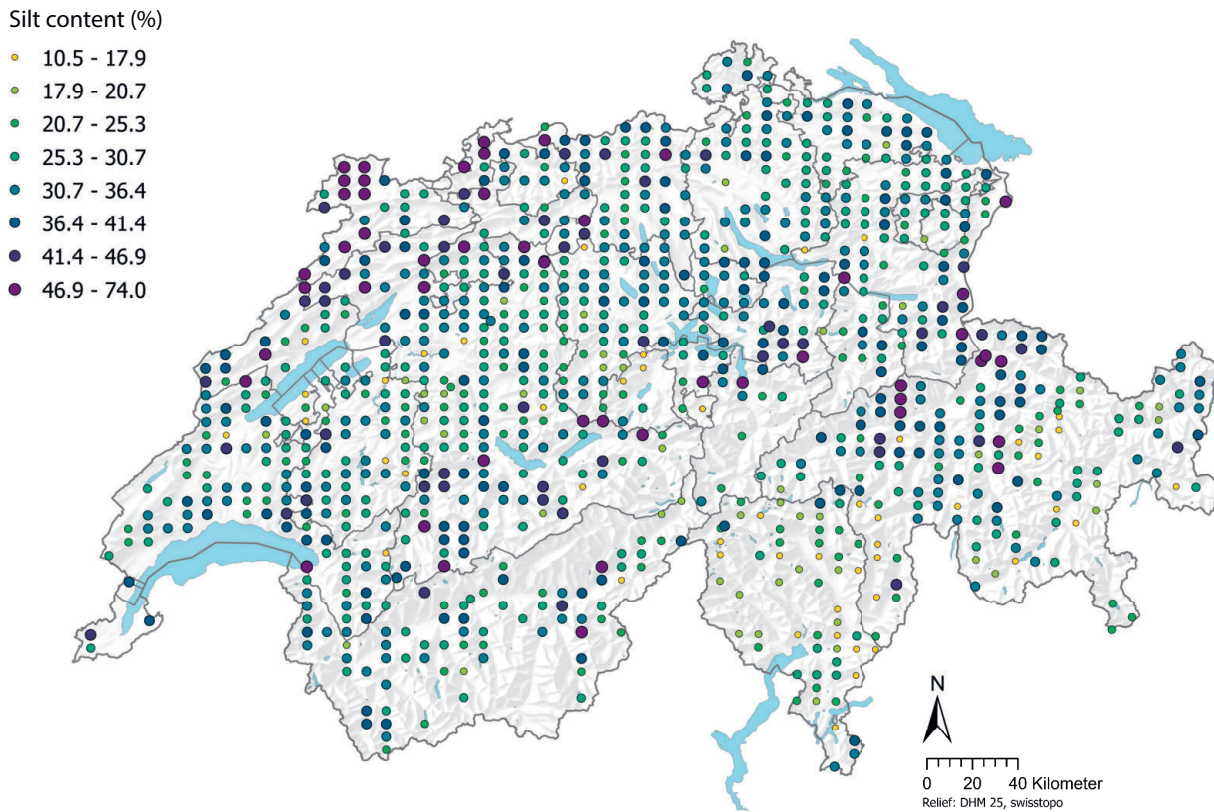 Silt content (%)
10.5 - 17.9
17.9 - 20.7
20.7 - 25.3
25.3 - 30.7
30.7 - 36.4
36.4 - 41.4
41.4 - 46.9
46.9 - 74.0
N
0 20 40 Kilometer
Relief: DHM 25, swisstopo